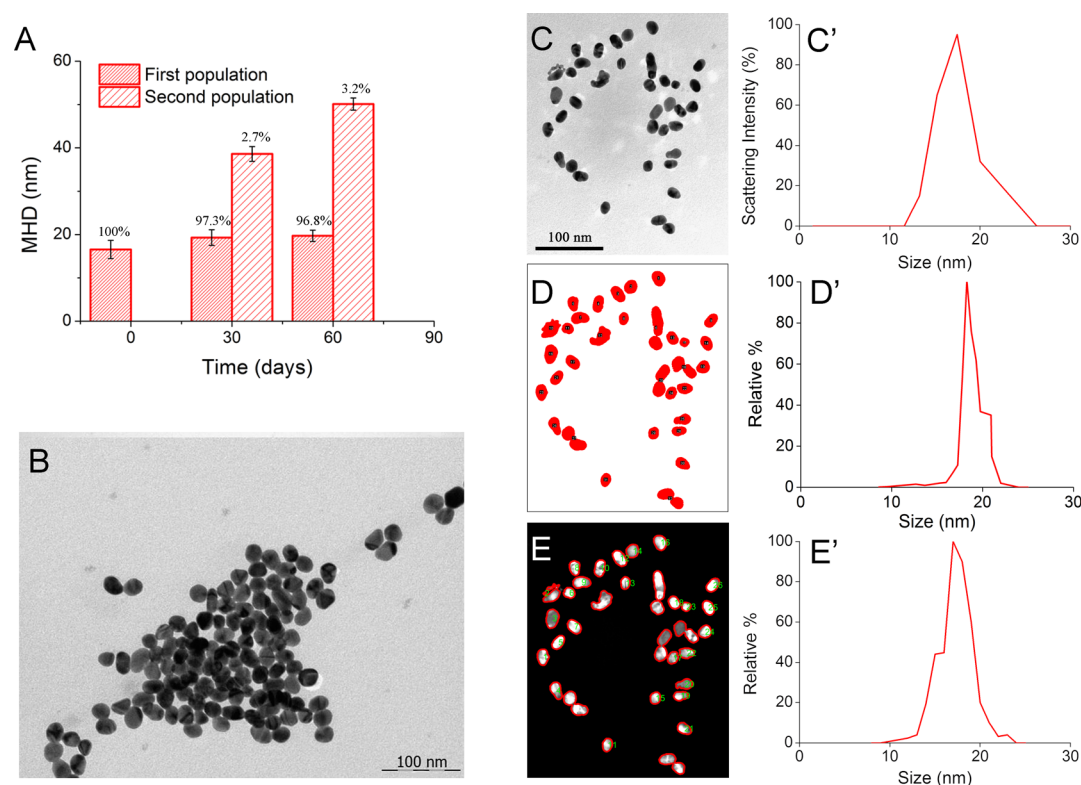 A
60
40
20
0
MHD (nm)
First population
Second population
100%
97.3%
2.7%
96.8%
3.2%
0 30 60 90
Time (days)
B
100 nm
C
100 nm
D
E
C’
100
80
60
40
20
0
Scattering Intensity (%)
0 10 20 30
Size (nm)
D’
100
80
60
40
20
0
Relative %
0 10 20 30
Size (nm)
E’
100
80
60
40
20
0
Relative %
0 10 20 30
Size (nm)